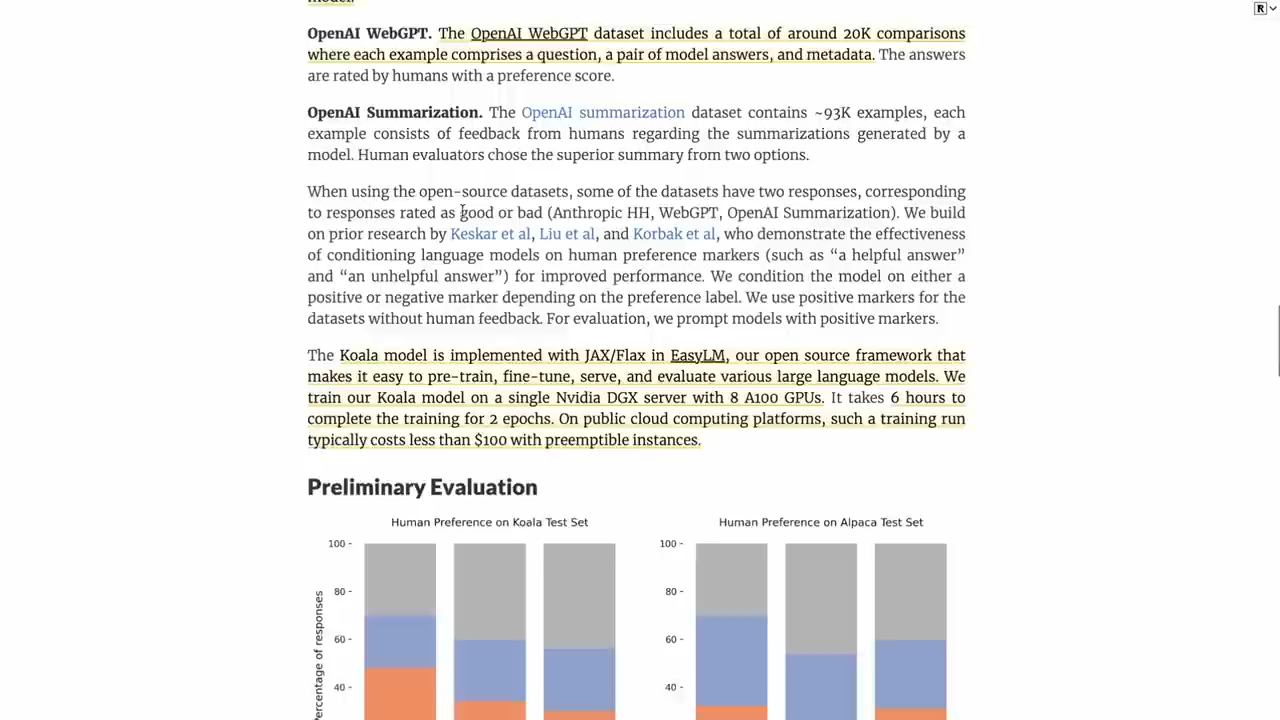 model.
R
OpenAI WebGPT. The OpenAI WebGPT dataset includes a total of around 20K comparisons
where each example comprises a question, a pair of model answers, and metadata. The answers
are rated by humans with a preference score.
OpenAI Summarization. The OpenAI summarization dataset contains ~93K examples, each
example consists of feedback from humans regarding the summarizations generated by a
model. Human evaluators chose the superior summary from two options.
When using the open-source datasets, some of the datasets have two responses, corresponding
to responses rated as good or bad (Anthropic HH, WebGPT, OpenAI Summarization). We build
on prior research by Keskar et al, Liu et al, and Korbak et al, who demonstrate the effectiveness
of conditioning language models on human preference markers (such as “a helpful answer”
and “an unhelpful answer”) for improved performance. We condition the model on either a
positive or negative marker depending on the preference label. We use positive markers for the
datasets without human feedback. For evaluation, we prompt models with positive markers.
The Koala model is implemented with JAX/Flax in EasyLM, our open source framework that
makes it easy to pre-train, fine-tune, serve, and evaluate various large language models. We
train our Koala model on a single Nvidia DGX server with 8 A100 GPUs. It takes 6 hours to
complete the training for 2 epochs. On public cloud computing platforms, such a training run
typically costs less than $100 with preemptible instances.
Preliminary Evaluation
Human Preference on Koala Test Set
100
80
60
40
Percentage of responses
Human Preference on Alpaca Test Set
100
80
60
40